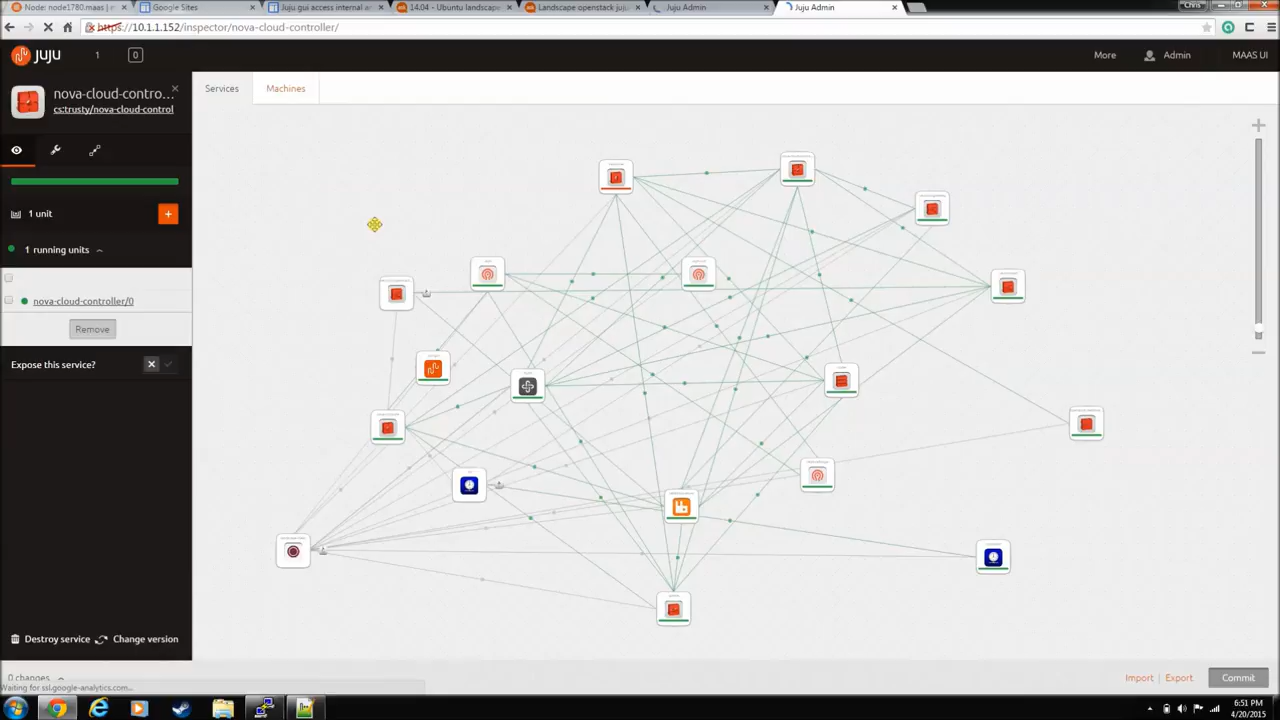 Node: node1780.maas | m
Google Sites
Juju gui access internal ar
14.04 - Ubuntu landscape
Landscape openstack juju
Juju Admin
Juju Admin
Chris
https://10.1.1.152/inspector/nova-cloud-controller/
juju
1
0
More
Admin
MAAS UI
nova-cloud-contro...
cs:trusty/nova-cloud-control
Services
Machines
1 unit
1 running units
nova-cloud-controller/0
Remove
Expose this service?
Destroy service
Change version
0 changes
Import
Export
Commit
Waiting for ssl.google-analytics.com...
6:51 PM
4/20/2015